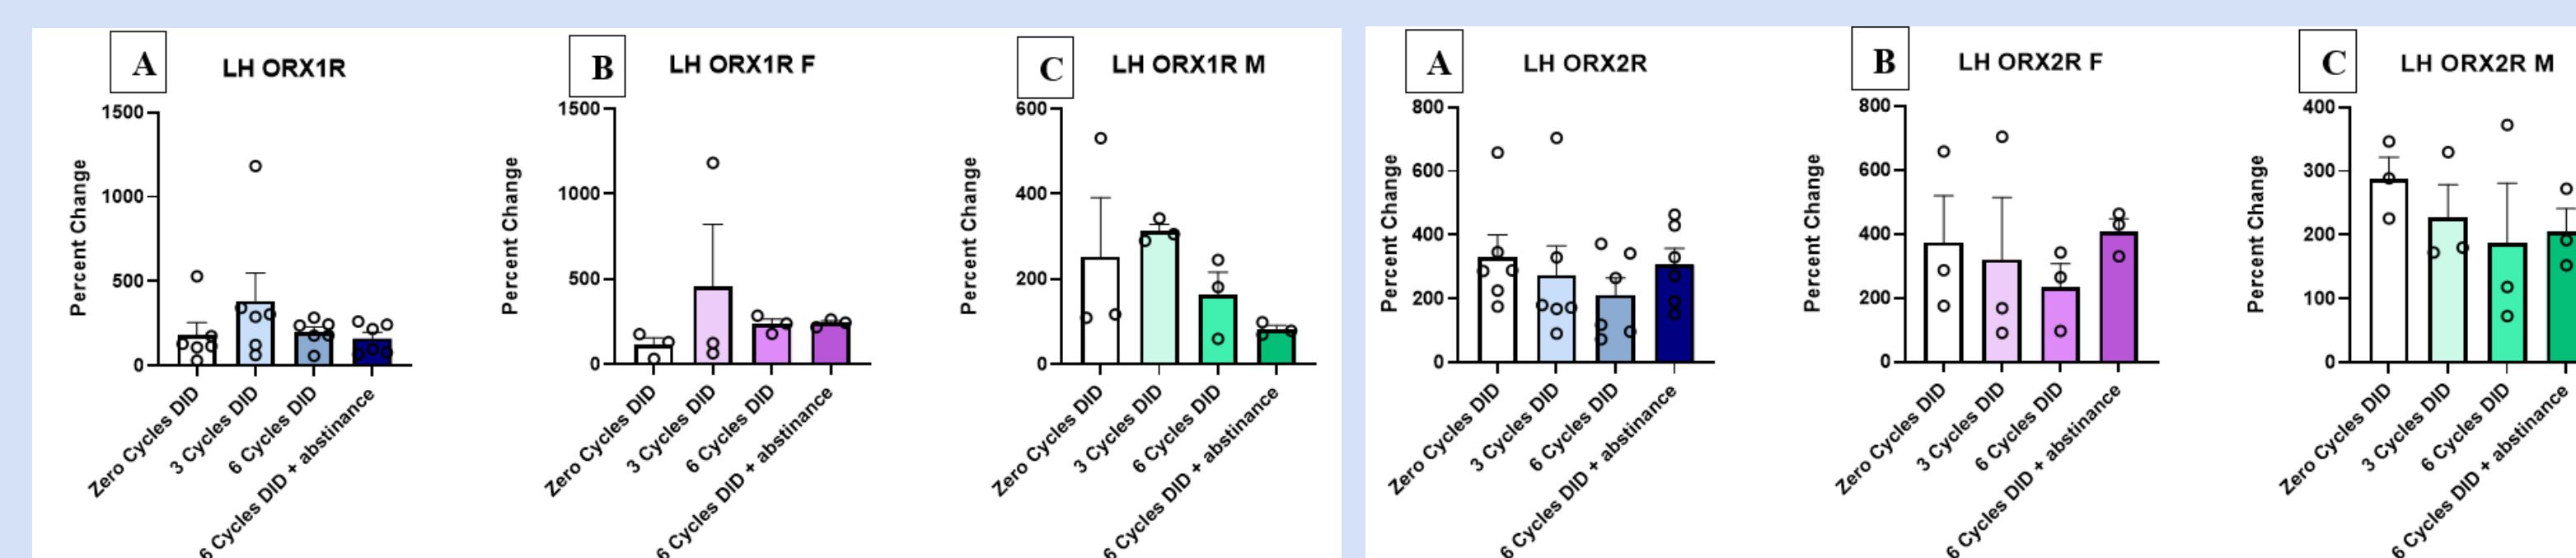 A
LH ORX1R
Percent Change
1500
1000
500
0
Zero Cycles DID
3 Cycles DID
6 Cycles DID
6 Cycles DID + abstinance
B
LH ORX1R F
Percent Change
1500
1000
500
0
Zero Cycles DID
3 Cycles DID
6 Cycles DID
6 Cycles DID + abstinance
C
LH ORX1R M
Percent Change
600
400
200
0
Zero Cycles DID
3 Cycles DID
6 Cycles DID
6 Cycles DID + abstinance
A
LH ORX2R
Percent Change
800
600
400
200
0
Zero Cycles DID
3 Cycles DID
6 Cycles DID
6 Cycles DID + abstinance
B
LH ORX2R F
Percent Change
800
600
400
200
0
Zero Cycles DID
3 Cycles DID
6 Cycles DID
6 Cycles DID + abstinance
C
LH ORX2R M
Percent Change
400
300
200
100
0
Zero Cycles DID
3 Cycles DID
6 Cycles DID
6 Cycles DID + abstinance